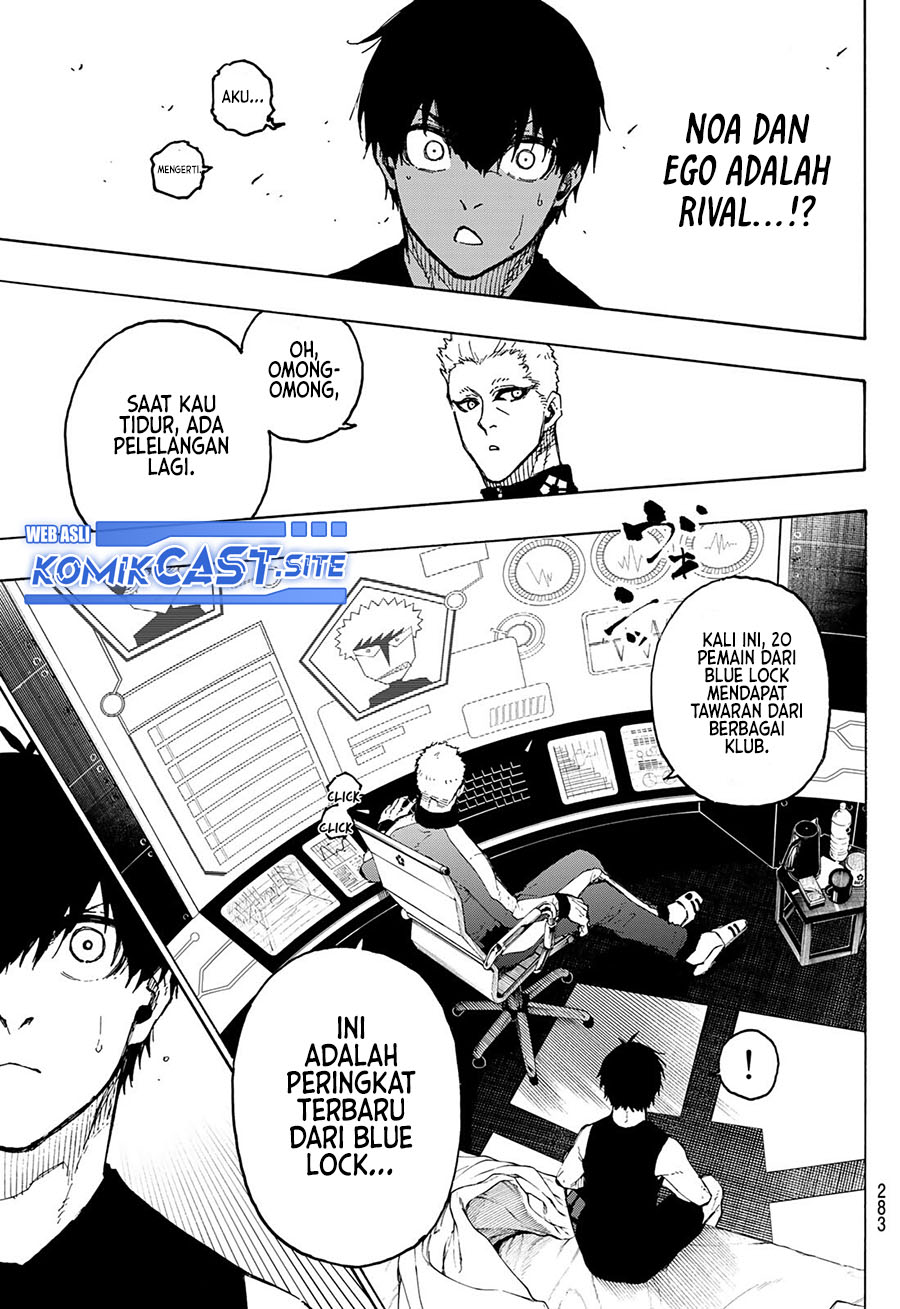 NOA DAN
EGO ADALAH
RIVAL...!?
AKU...
MENGERTI.
OH,
OMONG-
OMONG,
SAAT KAU
TIDUR, ADA
PELELANGAN
LAGI.
WEB ASLI
KOMIKCAST.SITE
KALI INI, 20
PEMAIN DARI
BLUE LOCK
MENDAPAT
TAWARAN DARI
BERBAGAI
KLUB.
CLICK
CLICK
!
INI
ADALAH
PERINGKAT
TERBARU
DARI BLUE
LOCK...
283